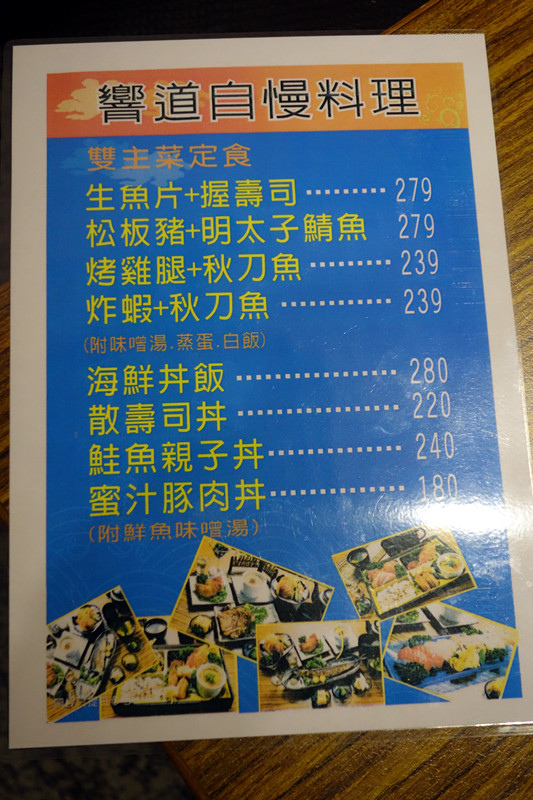 響道自慢料理
雙主菜定食
生魚片+握壽司 ········· 279
松板豬+明太子鯖魚 279
烤雞腿+秋刀魚 ········· 239
炸蝦+秋刀魚 ············ 239
(附味噌湯.蒸蛋.白飯)
海鮮丼飯 ·················· 280
散壽司丼 ·················· 220
鮭魚親子丼 ··············· 240
蜜汁豚肉丼 ··············· 180
(附鮮魚味噌湯)